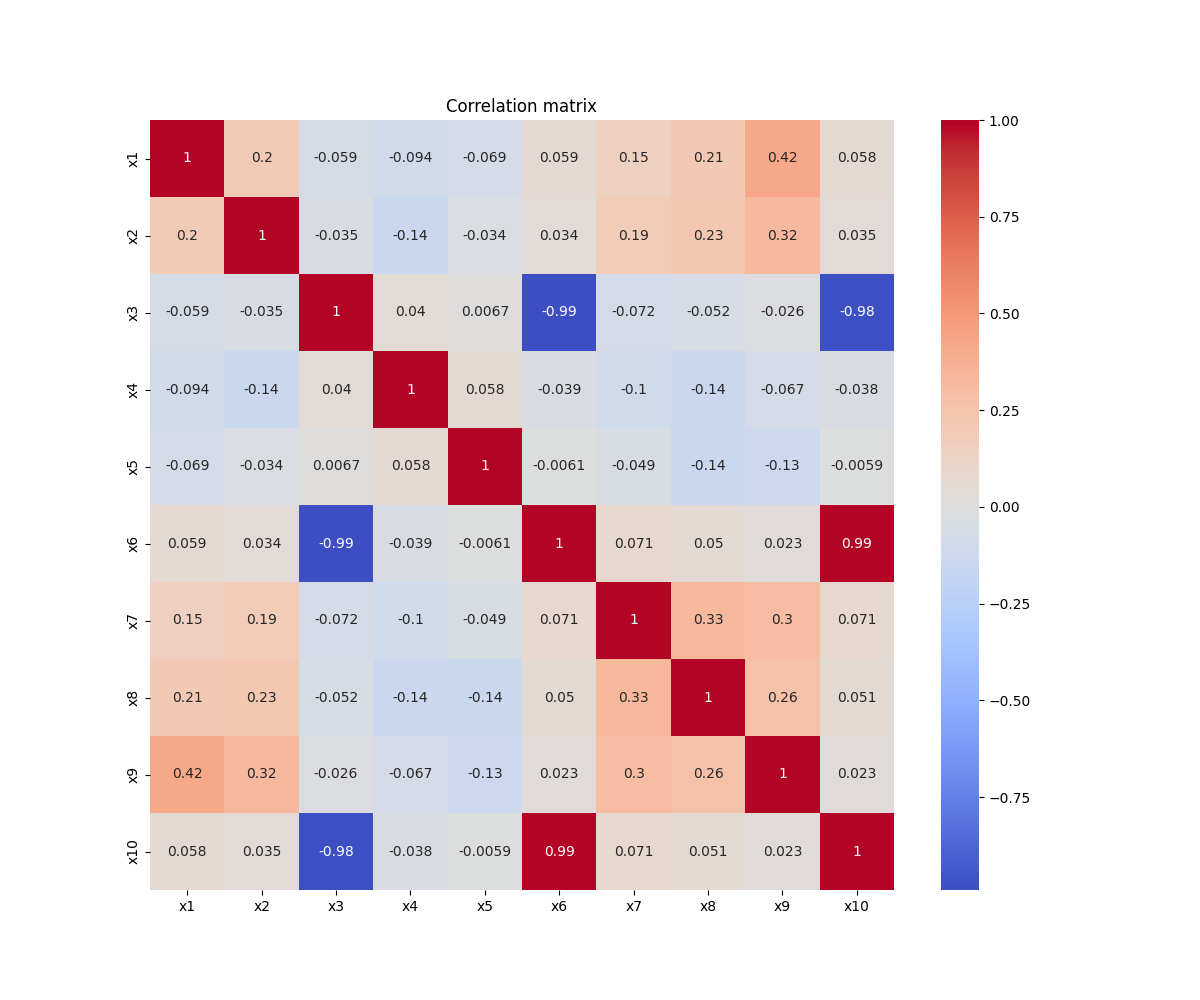 Correlation matrix
x1 1 0.2 -0.059 -0.094 -0.069 0.059 0.15 0.21 0.42 0.058
x2 0.2 1 -0.035 -0.14 -0.034 0.034 0.19 0.23 0.32 0.035
x3 -0.059 -0.035 1 0.04 0.0067 -0.99 -0.072 -0.052 -0.026 -0.98
x4 -0.094 -0.14 0.04 1 0.058 -0.039 -0.1 -0.14 -0.067 -0.038
x5 -0.069 -0.034 0.0067 0.058 1 -0.0061 -0.049 -0.14 -0.13 -0.0059
x6 0.059 0.034 -0.99 -0.039 -0.0061 1 0.071 0.05 0.023 0.99
x7 0.15 0.19 -0.072 -0.1 -0.049 0.071 1 0.33 0.3 0.071
x8 0.21 0.23 -0.052 -0.14 -0.14 0.05 0.33 1 0.26 0.051
x9 0.42 0.32 -0.026 -0.067 -0.13 0.023 0.3 0.26 1 0.023
x10 0.058 0.035 -0.98 -0.038 -0.0059 0.99 0.071 0.051 0.023 1
x1 x2 x3 x4 x5 x6 x7 x8 x9 x10
1.00
0.75
0.50
0.25
0.00
−0.25
−0.50
−0.75